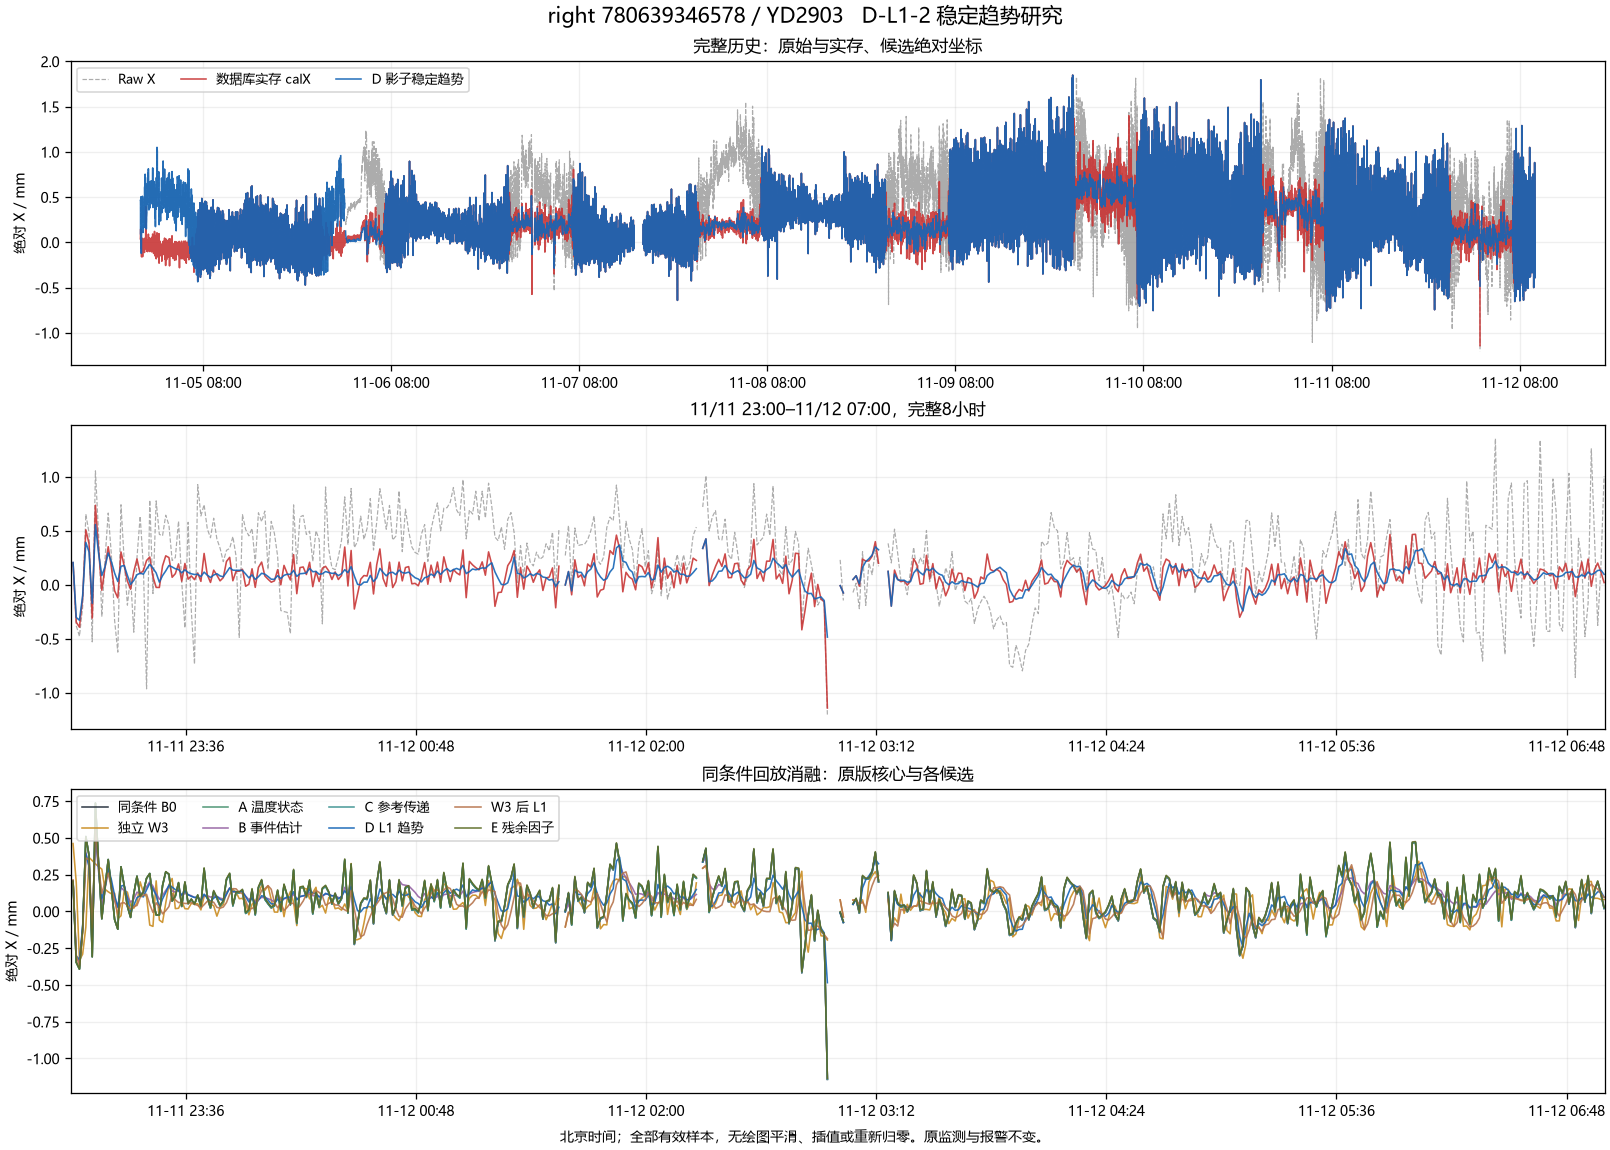 right 780639346578 / YD2903 D-L1-2 稳定趋势研究
完整历史：原始与实存、候选绝对坐标
Raw X 数据库实存 calX D 影子稳定趋势
绝对 X / mm
2.0
1.5
1.0
0.5
0.0
-0.5
-1.0
11-05 08:00 11-06 08:00 11-07 08:00 11-08 08:00 11-09 08:00 11-10 08:00 11-11 08:00 11-12 08:00
11/11 23:00–11/12 07:00，完整8小时
绝对 X / mm
1.0
0.5
0.0
-0.5
-1.0
11-11 23:36 11-12 00:48 11-12 02:00 11-12 03:12 11-12 04:24 11-12 05:36 11-12 06:48
同条件回放消融：原版核心与各候选
同条件 B0 A 温度状态 C 参考传递 W3 后 L1
独立 W3 B 事件估计 D L1 趋势 E 残余因子
绝对 X / mm
0.75
0.50
0.25
0.00
-0.25
-0.50
-0.75
-1.00
11-11 23:36 11-12 00:48 11-12 02:00 11-12 03:12 11-12 04:24 11-12 05:36 11-12 06:48
北京时间；全部有效样本，无绘图平滑、插值或重新归零。原监测与报警不变。